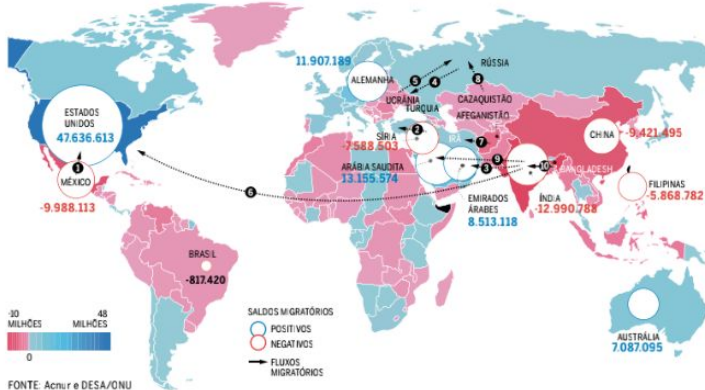 11.907.189
ALEMANHA
RÚSSIA
5
4
8
UCRÂNIA
TURQUIA
CAZAQUISTÃO
AFEGANISTÃO
ESTADOS
UNIDOS
47.636.613
SÍRIA
-7.588.503
2
IRÃ
7
CHINA
-9.421.495
1
MÉXICO
-9.988.113
ARÁBIA SAUDITA
13.155.574
9
3
10
BANGLADESH
6
EMIRADOS
ÁRABES
8.513.118
ÍNDIA
-12.990.788
FILIPINAS
-5.868.782
BRASIL
-817.420
-10
MILHÕES
48
MILHÕES
0
SALDOS MIGRATÓRIOS
POSITIVOS
NEGATIVOS
FLUXOS
MIGRATÓRIOS
AUSTRÁLIA
7.087.095
FONTE: Acnur e DESA/ONU